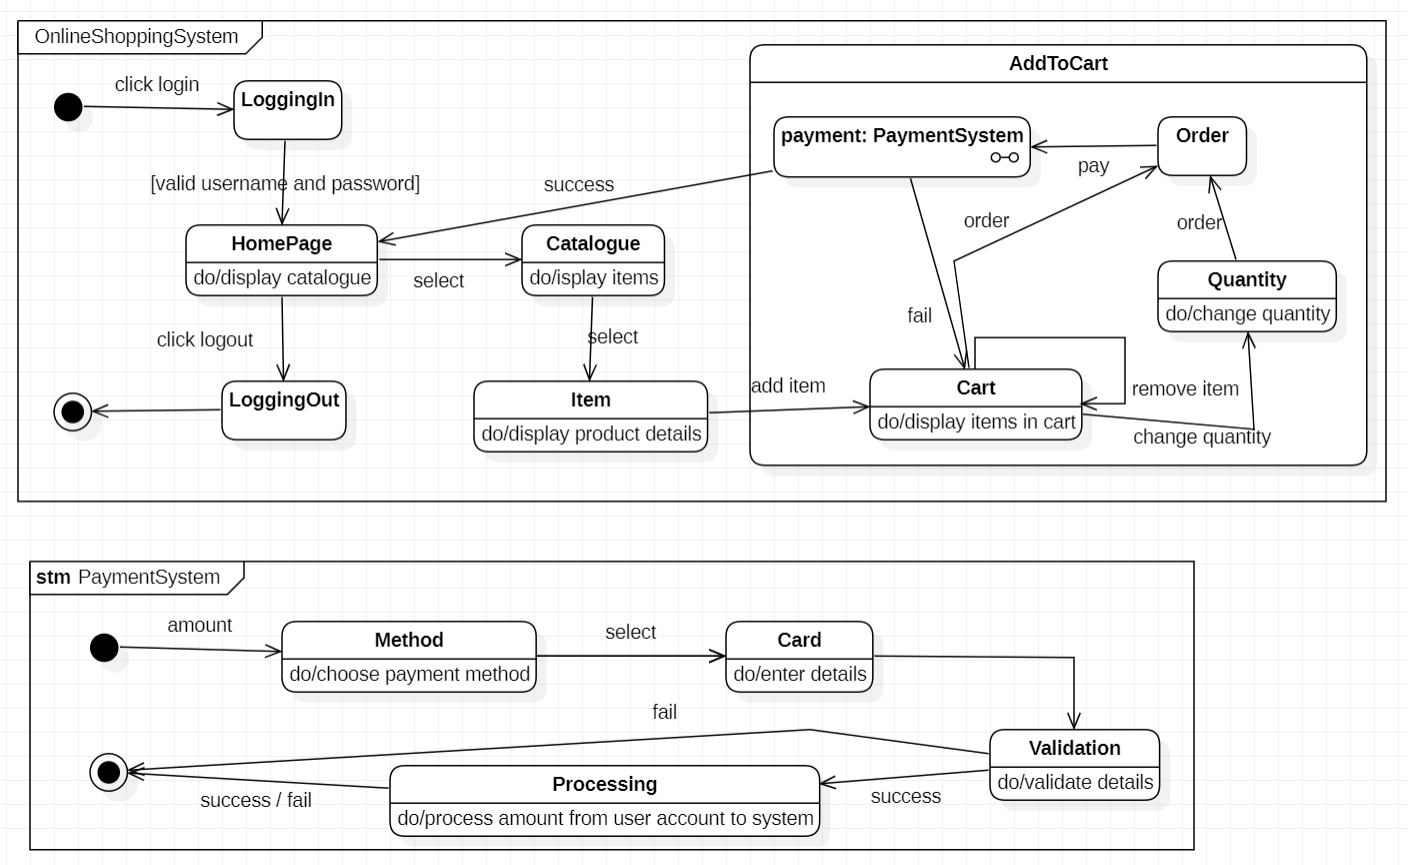 OnlineShoppingSystem
AddToCart
click login
LoggingIn
payment: PaymentSystem
Order
pay
[valid username and password]
success
order
order
HomePage
do/display catalogue
select
Catalogue
do/isplay items
Quantity
do/change quantity
fail
click logout
select
add item
LoggingOut
Item
do/display product details
Cart
do/display items in cart
remove item
change quantity
stm PaymentSystem
amount
Method
do/choose payment method
select
Card
do/enter details
fail
Validation
do/validate details
Processing
do/process amount from user account to system
success
success / fail